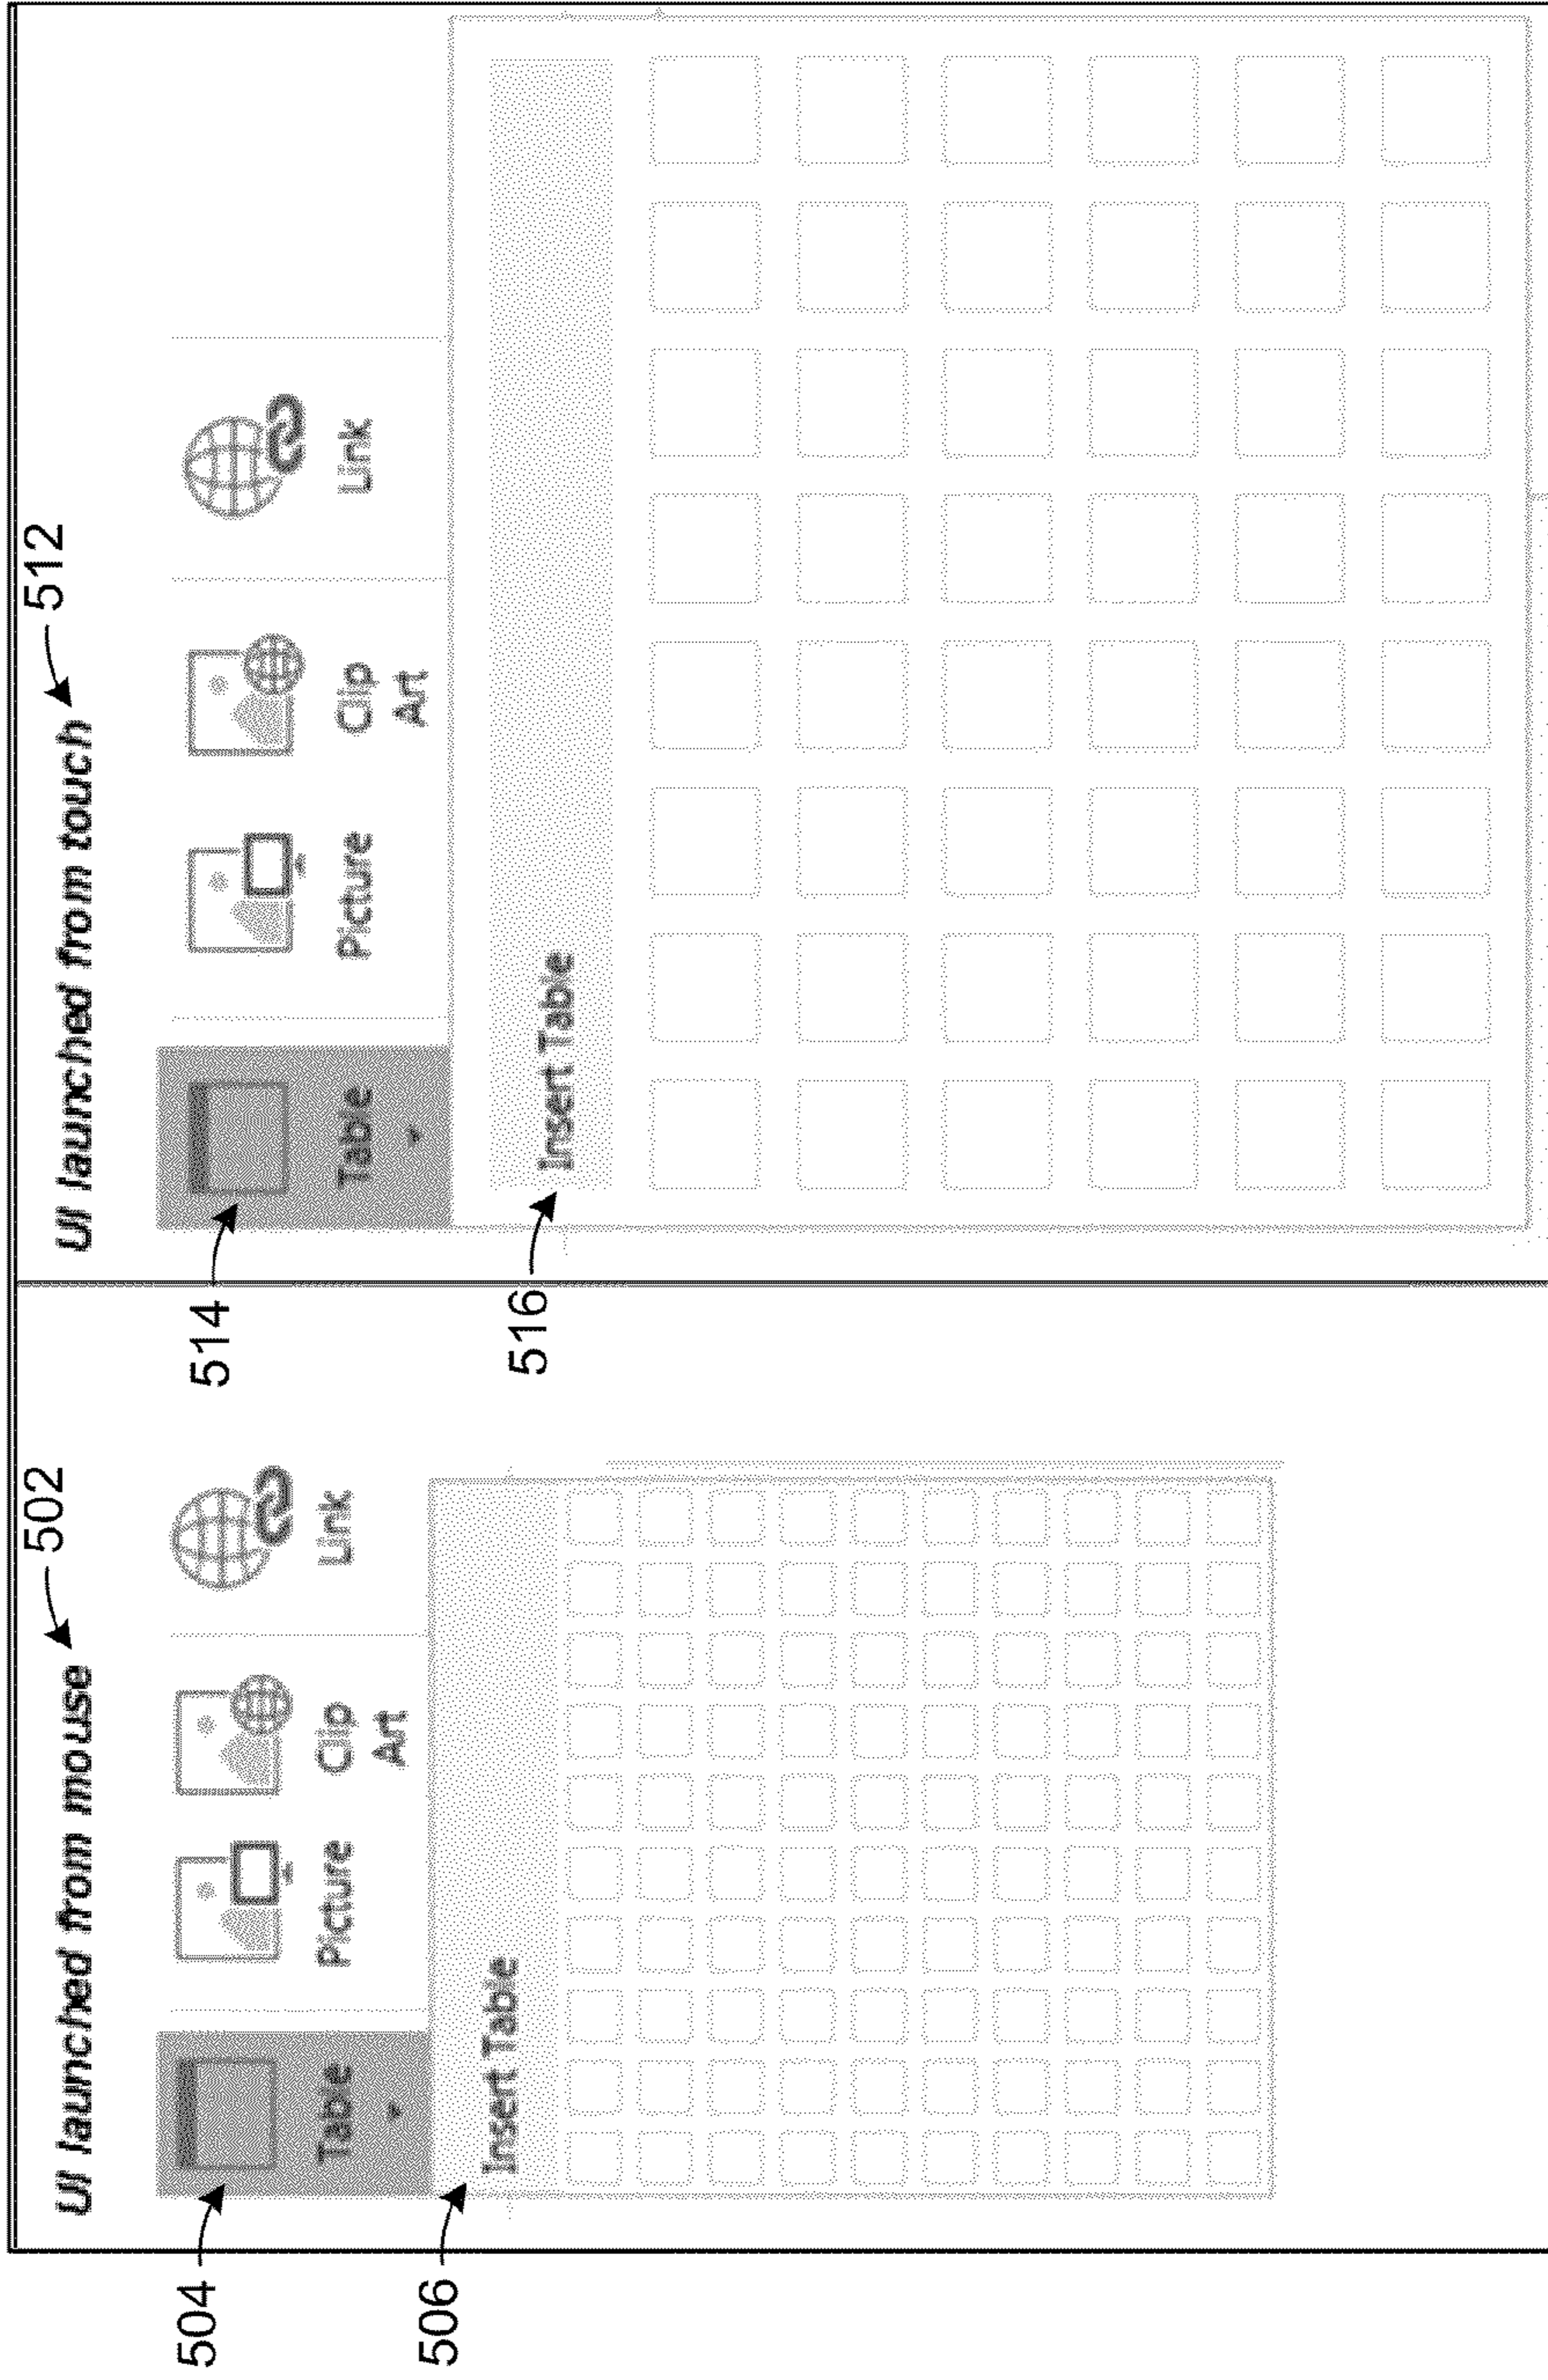 UI launched from mouse
502
504
Table
Picture
Clip
Art
Link
506
Insert Table
UI launched from touch
512
514
Table
Picture
Clip
Art
Link
516
Insert Table